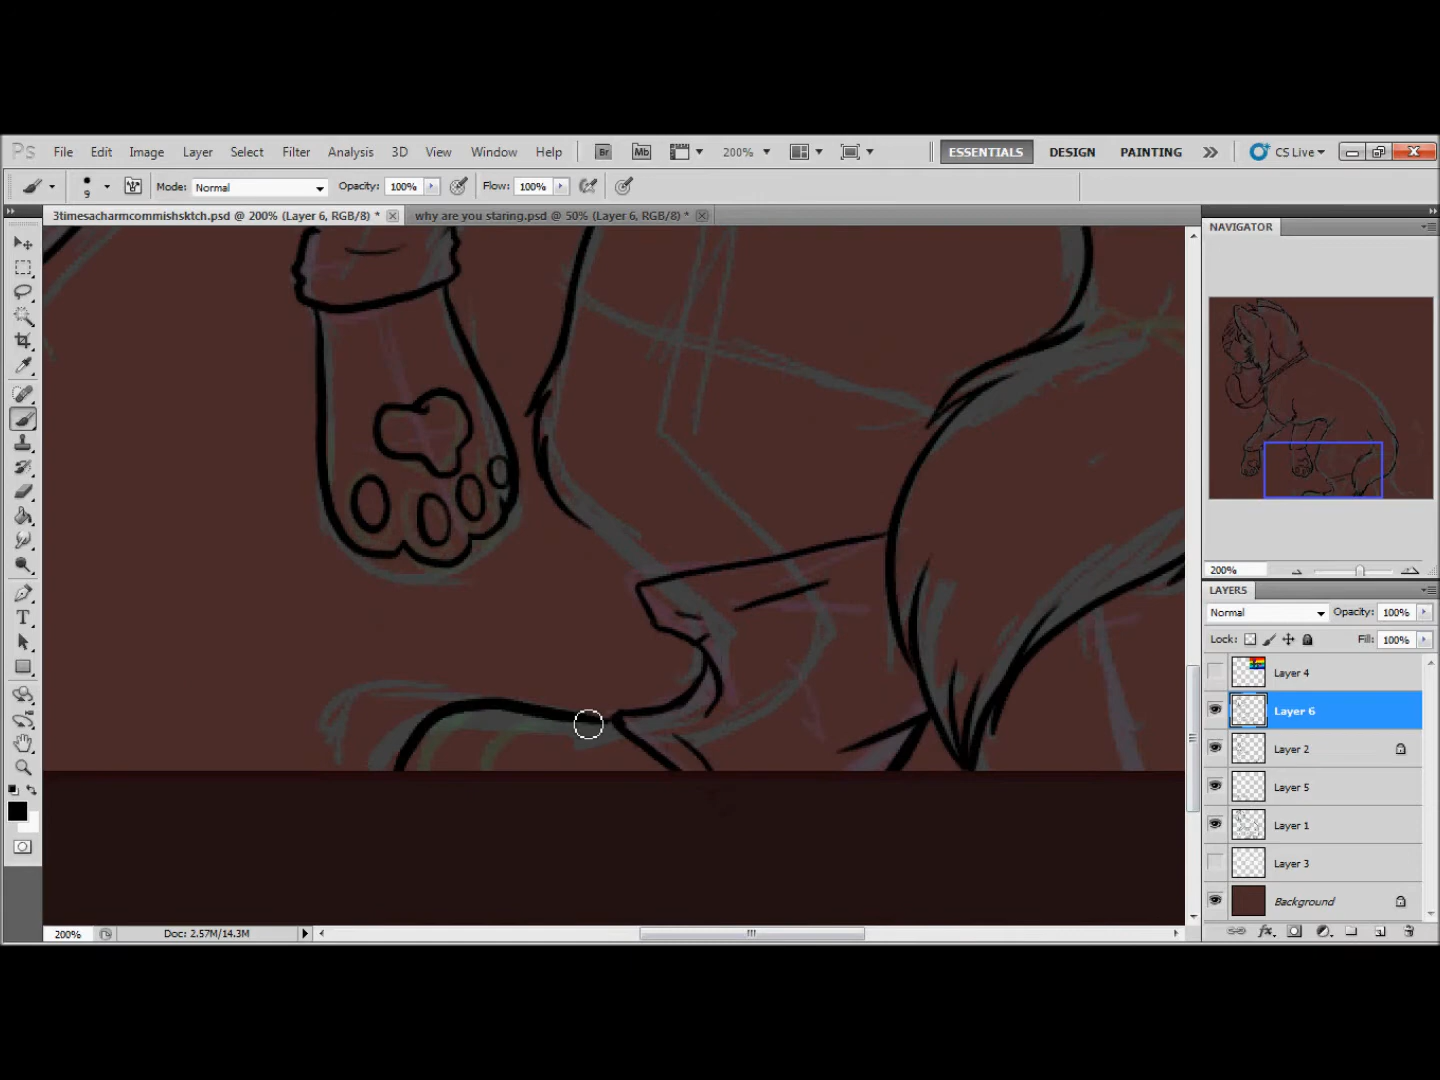 Ps File Edit Image Layer Select Filter Analysis 3D View Window Help Br Mb 200% ESSENTIALS DESIGN PAINTING CS Live
9 Mode: Normal Opacity: 100% Flow: 100%
3timesacharmcommishsktch.psd @ 200% (Layer 6, RGB/8) * why are you staring.psd @ 50% (Layer 6, RGB/8) *
NAVIGATOR
200%
LAYERS
Normal Opacity: 100%
Lock: Fill: 100%
Layer 4
Layer 6
Layer 2
Layer 5
Layer 1
Layer 3
Background
T
fx
200% Doc: 2.57M/14.3M